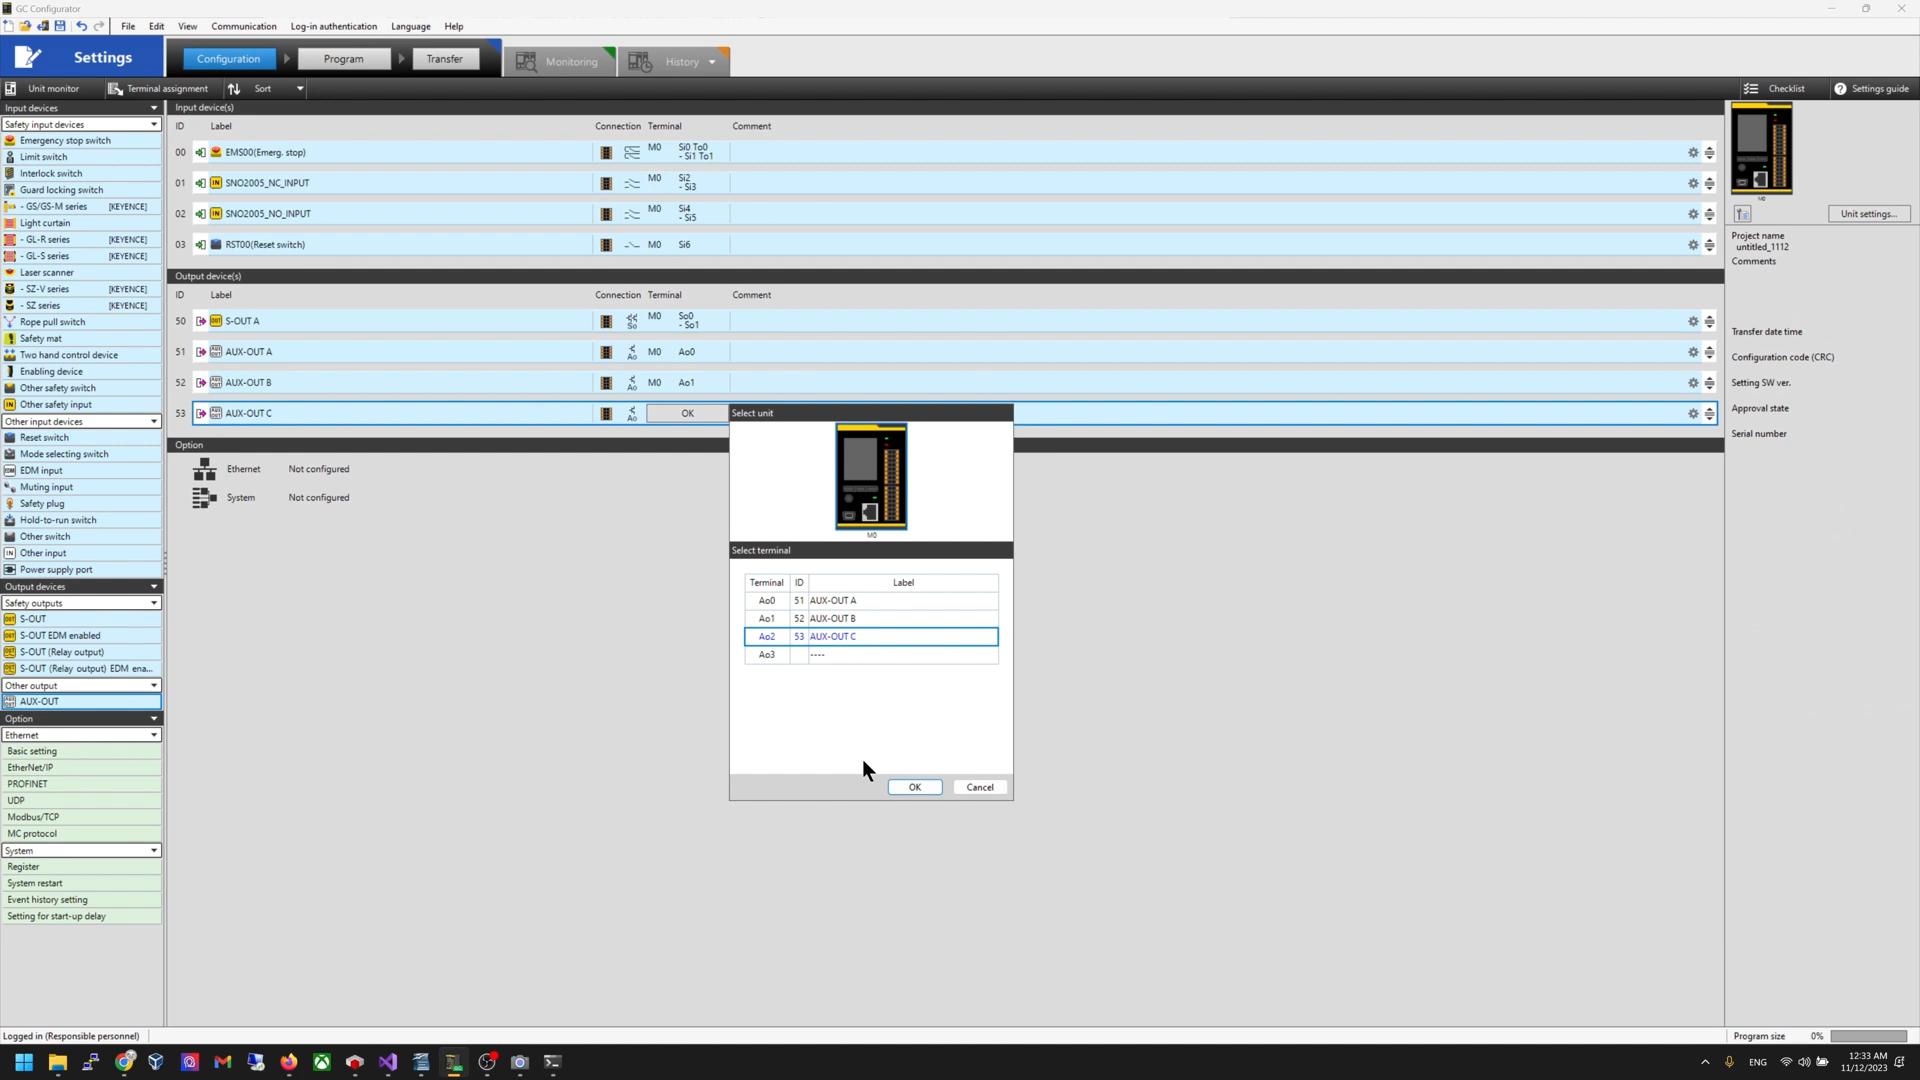 GC Configurator
File Edit View Communication Log-in authentication Language Help
Settings Configuration Program Transfer Monitoring History
Unit monitor Terminal assignment Sort Checklist Settings guide
Input devices
Safety input devices
Emergency stop switch
Limit switch
Interlock switch
Guard locking switch
- GS/GS-M series [KEYENCE]
Light curtain
- GL-R series [KEYENCE]
- GL-S series [KEYENCE]
Laser scanner
- SZ-V series [KEYENCE]
- SZ series [KEYENCE]
Rope pull switch
Safety mat
Two hand control device
Enabling device
Other safety switch
Other safety input
Other input devices
Reset switch
Mode selecting switch
EDM input
Muting input
Safety plug
Hold-to-run switch
Other switch
Other input
Power supply port
Output devices
Safety outputs
S-OUT
S-OUT EDM enabled
S-OUT (Relay output)
S-OUT (Relay output) EDM ena...
Other output
AUX-OUT
Option
Ethernet
Basic setting
EtherNet/IP
PROFINET
UDP
Modbus/TCP
MC protocol
System
Register
System restart
Event history setting
Setting for start-up delay
Input device(s)
ID Label Connection Terminal Comment
00 EMS00(Emerg. stop) M0 Si0 To0
- Si1 To1
01 IN SNO2005_NC_INPUT M0 Si2
- Si3
02 IN SNO2005_NO_INPUT M0 Si4
- Si5
03 RST00(Reset switch) M0 Si6
Output device(s)
ID Label Connection Terminal Comment
50 OUT S-OUT A So M0 So0
- So1
51 AUX OUT AUX-OUT A Ao M0 Ao0
52 AUX OUT AUX-OUT B Ao M0 Ao1
53 AUX OUT AUX-OUT C Ao OK
Option
Ethernet Not configured
System Not configured
Select unit
M0
Select terminal
Terminal ID Label
Ao0 51 AUX-OUT A
Ao1 52 AUX-OUT B
Ao2 53 AUX-OUT C
Ao3 ----
OK Cancel
M0
Unit settings...
Project name
untitled_1112
Comments
Transfer date time
Configuration code (CRC)
Setting SW ver.
Approval state
Serial number
Logged in (Responsible personnel) Program size 0%
ENG
12:33 AM
11/12/2023